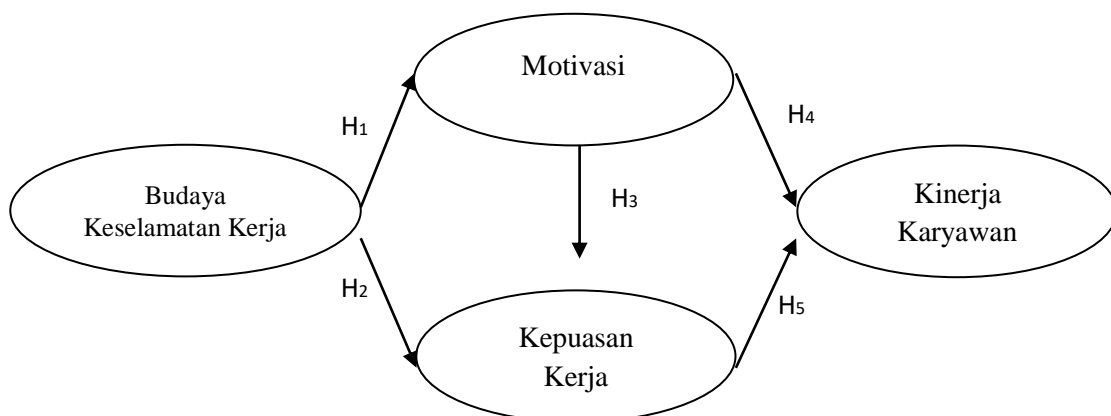 Motivasi
H1
H4
Budaya
Keselamatan Kerja
H3
Kinerja
Karyawan
H2
H5
Kepuasan
Kerja